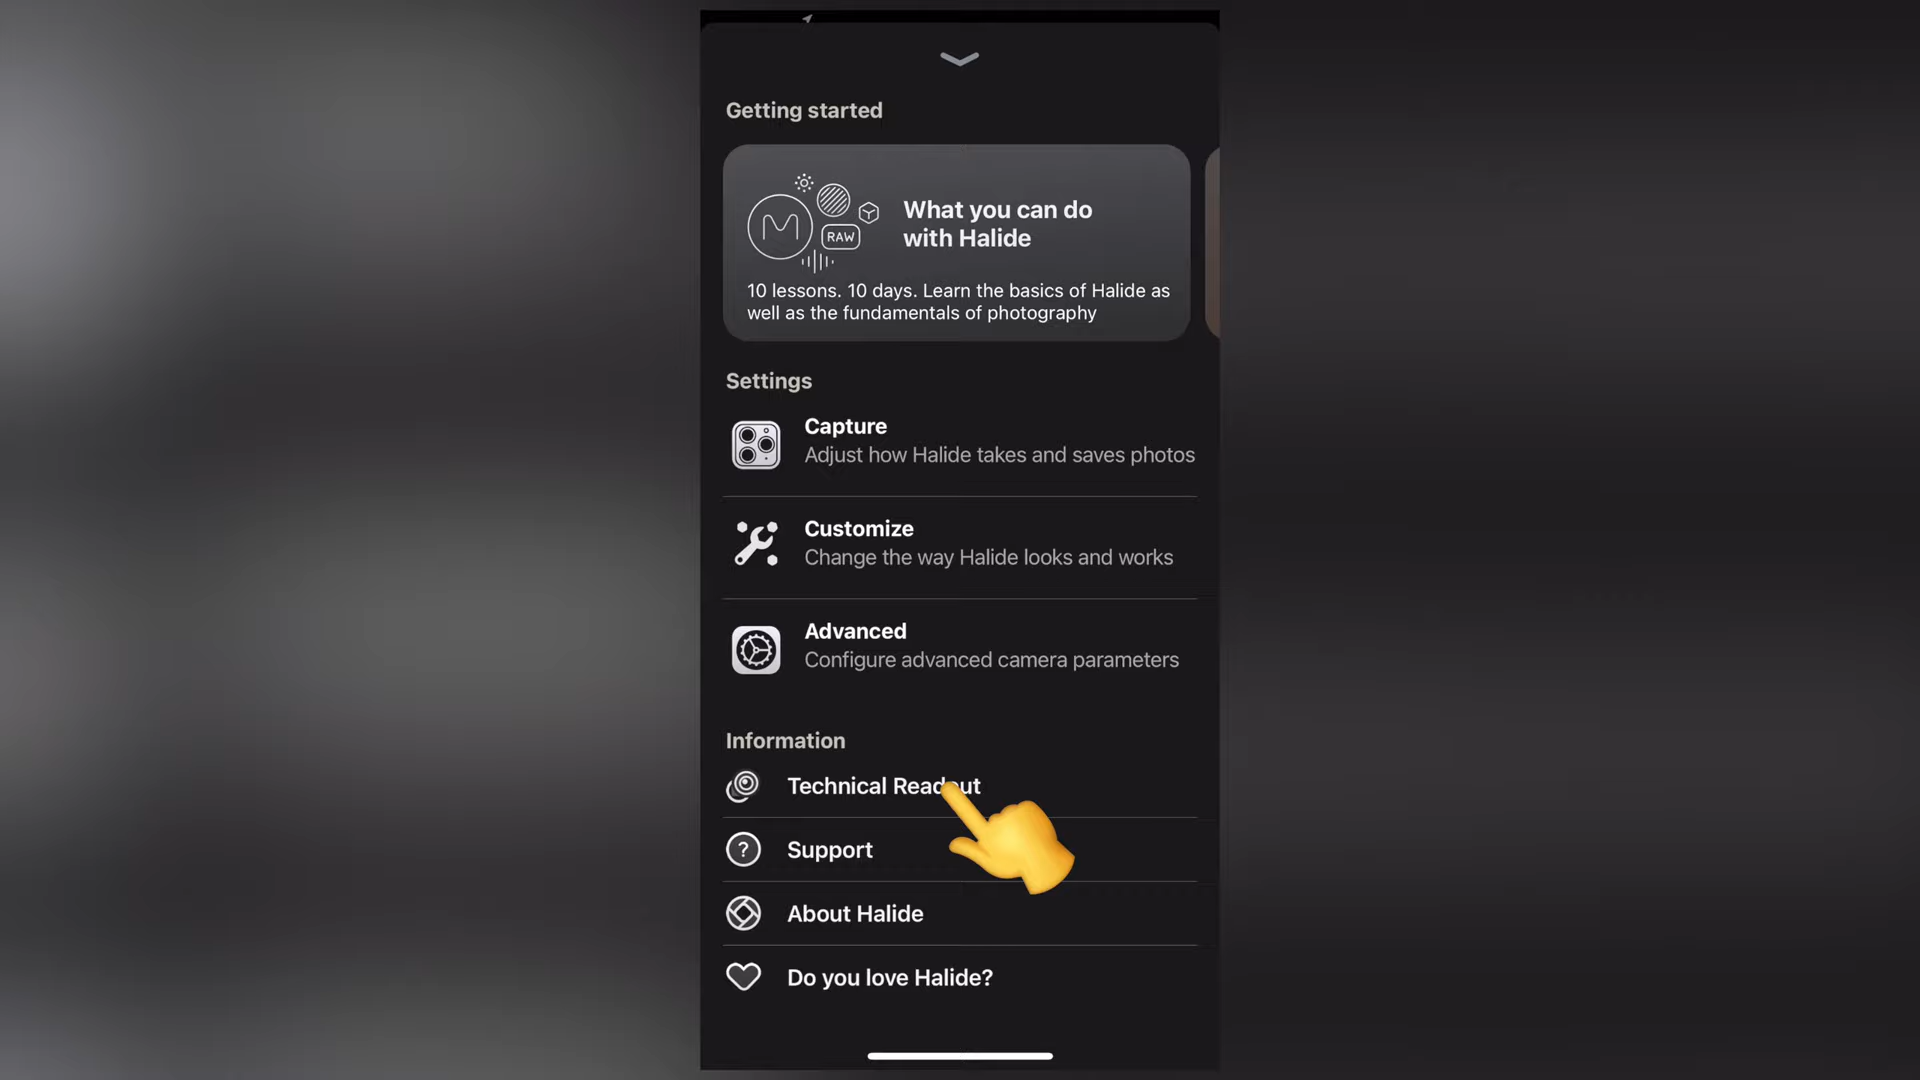 Getting started
What you can do
with Halide
RAW
10 lessons. 10 days. Learn the basics of Halide as
well as the fundamentals of photography
Settings
Capture
Adjust how Halide takes and saves photos
Customize
Change the way Halide looks and works
Advanced
Configure advanced camera parameters
Information
Technical Readout
? Support
About Halide
Do you love Halide?